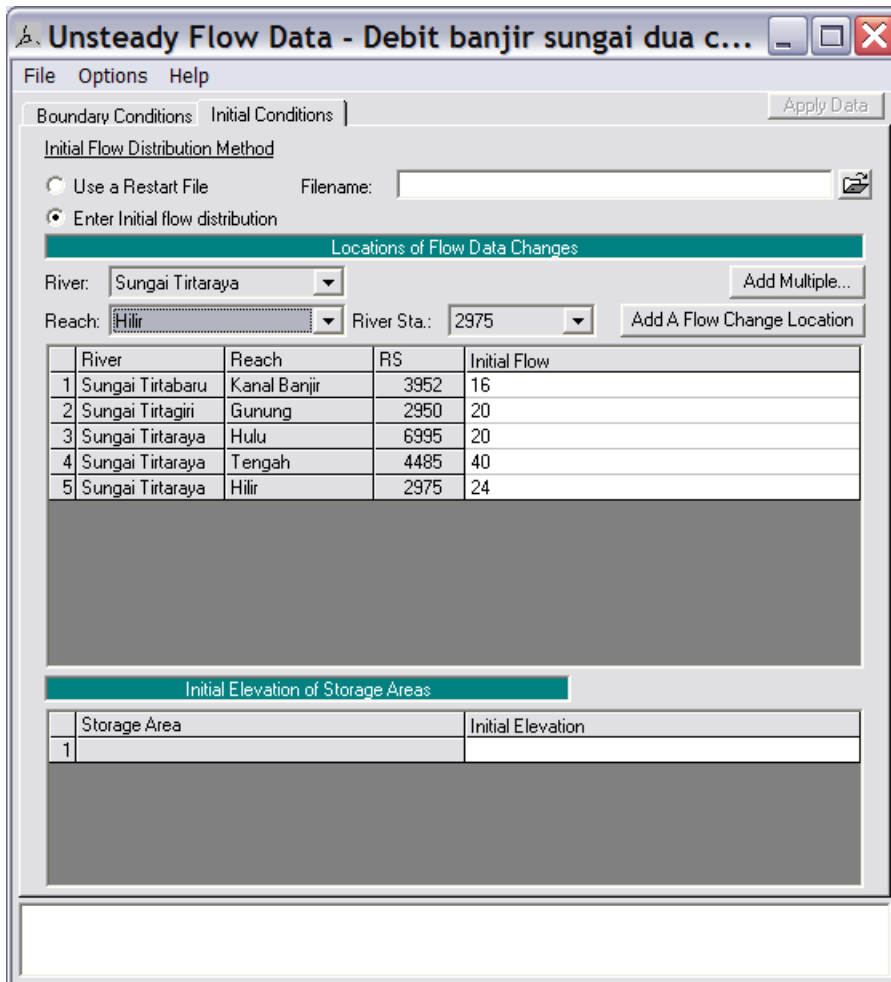 Unsteady Flow Data - Debit banjir sungai dua c...
File Options Help
Boundary Conditions Initial Conditions Apply Data
Initial Flow Distribution Method
Use a Restart File Filename:
Enter Initial flow distribution
Locations of Flow Data Changes
River: Sungai Tirtaraya Add Multiple...
Reach: Hilir River Sta.: 2975 Add A Flow Change Location
River Reach RS Initial Flow
1 Sungai Tirtabaru Kanal Banjir 3952 16
2 Sungai Tirtagiri Gunung 2950 20
3 Sungai Tirtaraya Hulu 6995 20
4 Sungai Tirtaraya Tengah 4485 40
5 Sungai Tirtaraya Hilir 2975 24
Initial Elevation of Storage Areas
Storage Area Initial Elevation
1